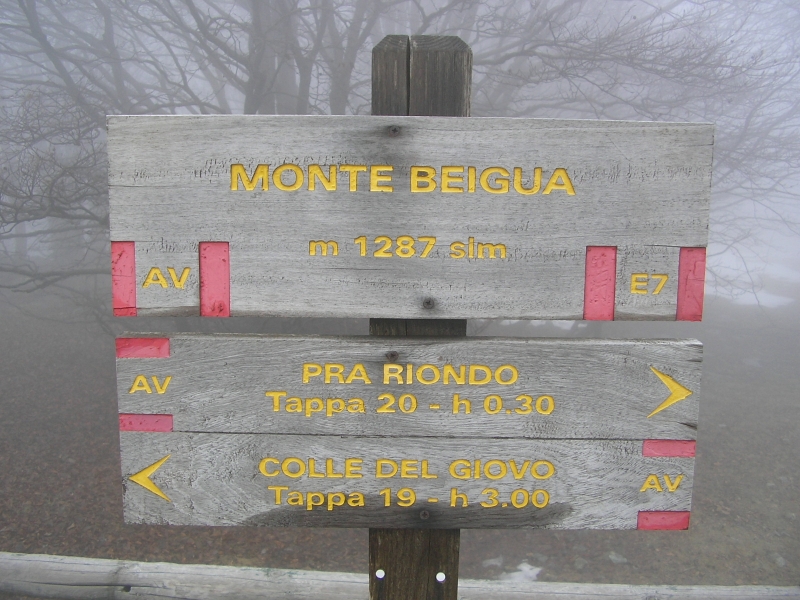 MONTE BEIGUA
m 1287 slm
AV E7
PRA RIONDO
AV
Tappa 20 - h 0.30
COLLE DEL GIOVO
AV
Tappa 19 - h 3.00